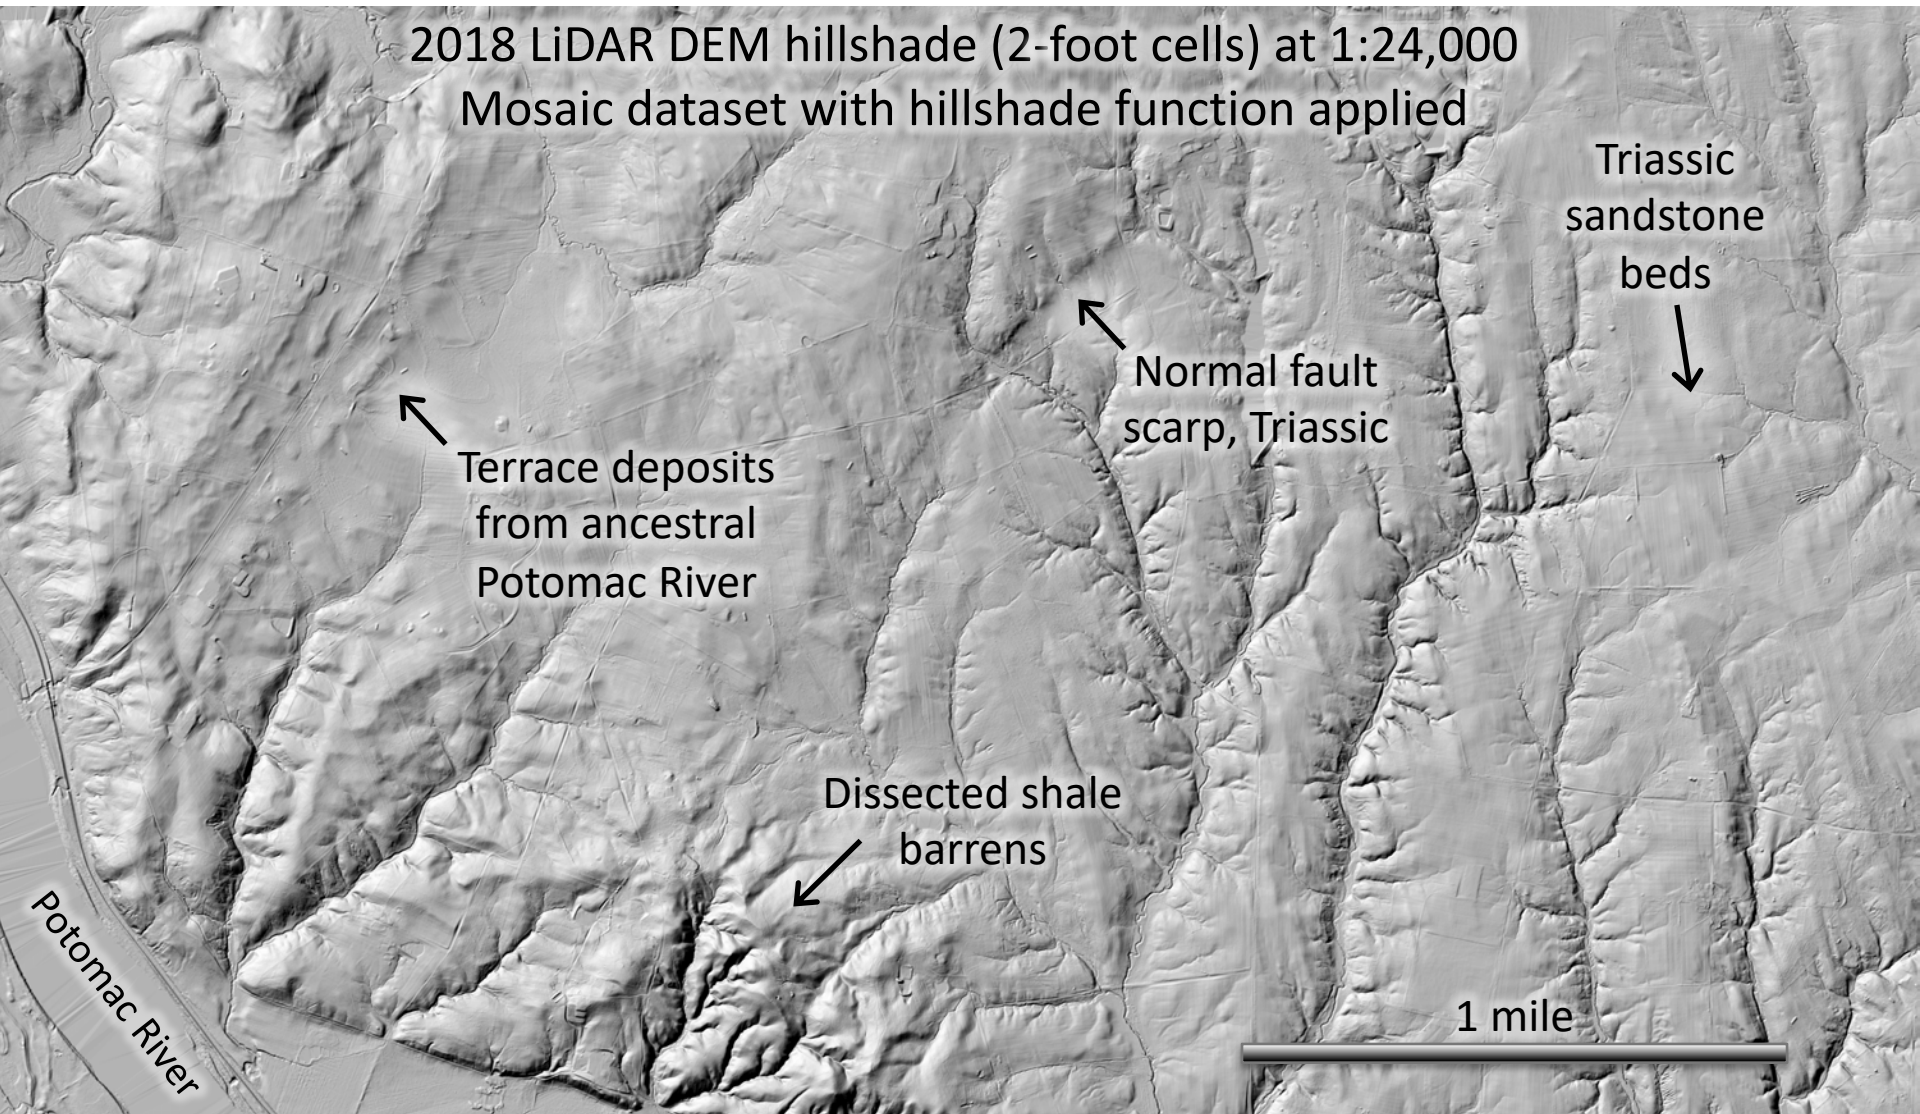 2018 LiDAR DEM hillshade (2-foot cells) at 1:24,000
Mosaic dataset with hillshade function applied
Triassic
sandstone
beds
Normal fault
scarp, Triassic
Terrace deposits
from ancestral
Potomac River
Dissected shale
barrens
Potomac River
1 mile